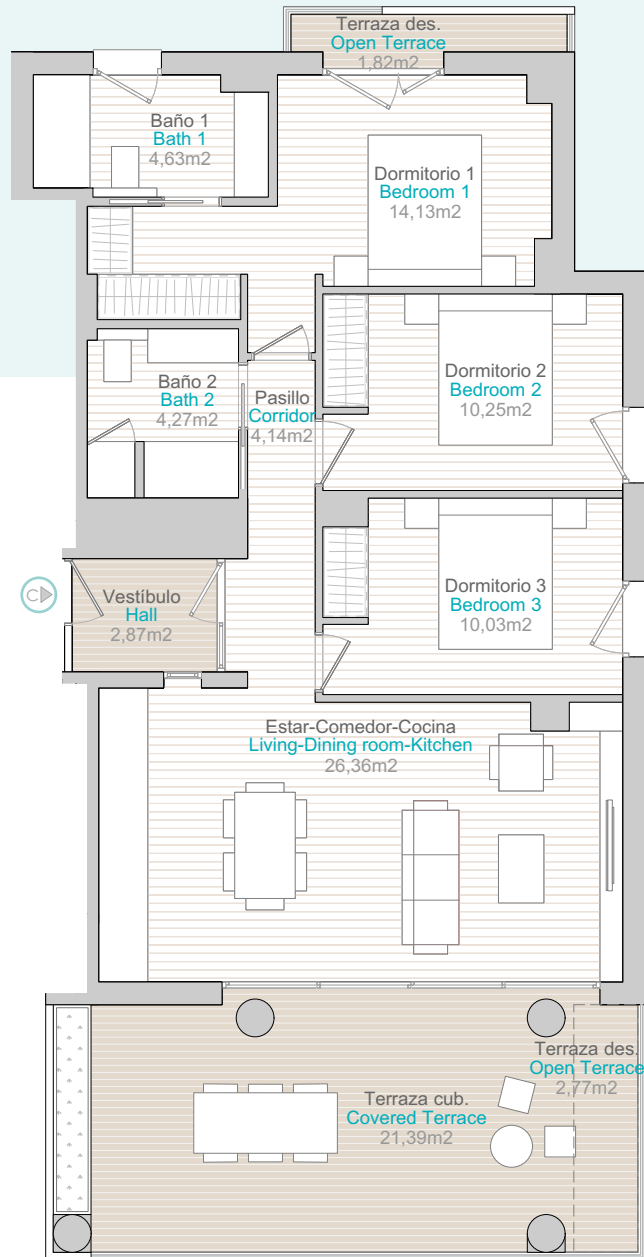 Terraza des.
Open Terrace
1,82m2
Baño 1
Bath 1
4,63m2
Dormitorio 1
Bedroom 1
14,13m2
Baño 2
Bath 2
4,27m2
Pasillo
Corridor
4,14m2
Dormitorio 2
Bedroom 2
10,25m2
C
Vestíbulo
Hall
2,87m2
Dormitorio 3
Bedroom 3
10,03m2
Estar-Comedor-Cocina
Living-Dining room-Kitchen
26,36m2
Terraza des.
Open Terrace
2,77m2
Terraza cub.
Covered Terrace
21,39m2